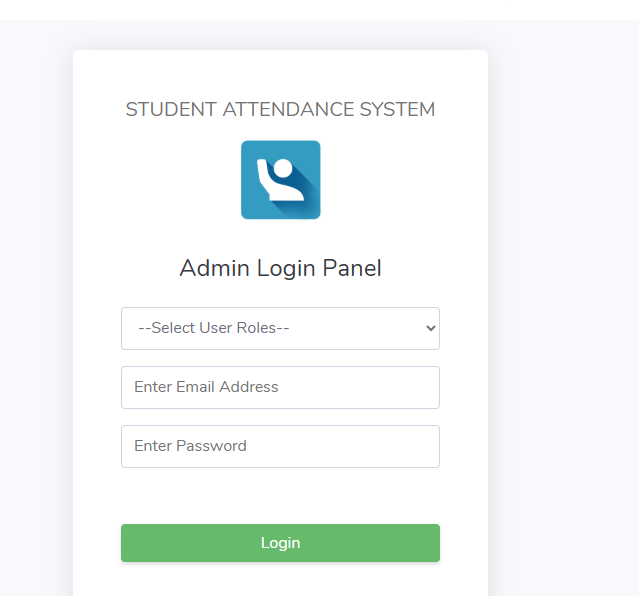 STUDENT ATTENDANCE SYSTEM
Admin Login Panel
--Select User Roles--
Enter Email Address
Enter Password
Login